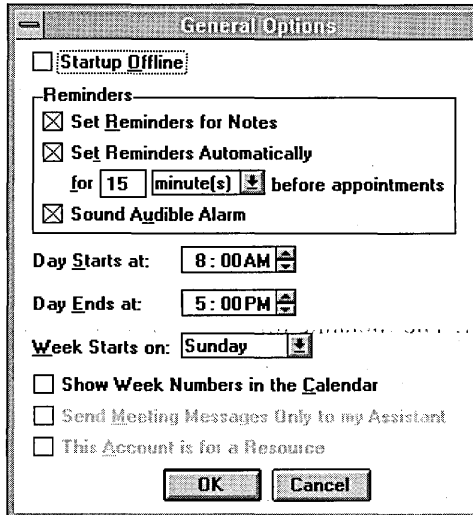 General Options
Startup Offline
Reminders
Set Reminders for Notes
Set Reminders Automatically
for 15 minute(s) before appointments
Sound Audible Alarm
Day Starts at: 8:00AM
Day Ends at: 5:00PM
Week Starts on: Sunday
Show Week Numbers in the Calendar
Send Meeting Messages Only to my Assistant
This Account is for a Resource
OK Cancel